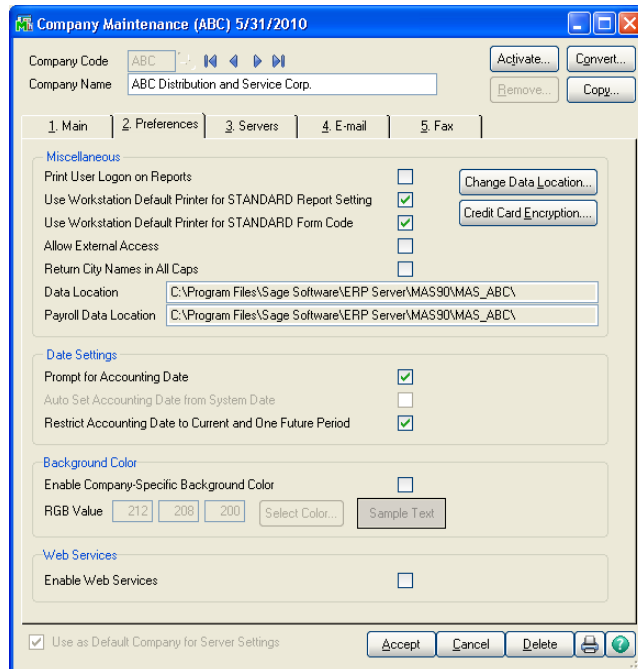 Company Maintenance (ABC) 5/31/2010
Company Code ABC Activate... Convert...
Company Name ABC Distribution and Service Corp. Remove... Copy...
1. Main 2. Preferences 3. Servers 4. E-mail 5. Fax
Miscellaneous
Print User Logon on Reports
Change Data Location...
Use Workstation Default Printer for STANDARD Report Setting
Use Workstation Default Printer for STANDARD Form Code
Credit Card Encryption....
Allow External Access
Return City Names in All Caps
Data Location C:\Program Files\Sage Software\ERP Server\MAS90\MAS_ABC\
Payroll Data Location C:\Program Files\Sage Software\ERP Server\MAS90\MAS_ABC\
Date Settings
Prompt for Accounting Date
Auto Set Accounting Date from System Date
Restrict Accounting Date to Current and One Future Period
Background Color
Enable Company-Specific Background Color
RGB Value 212 208 200 Select Color... Sample Text
Web Services
Enable Web Services
Use as Default Company for Server Settings Accept Cancel Delete